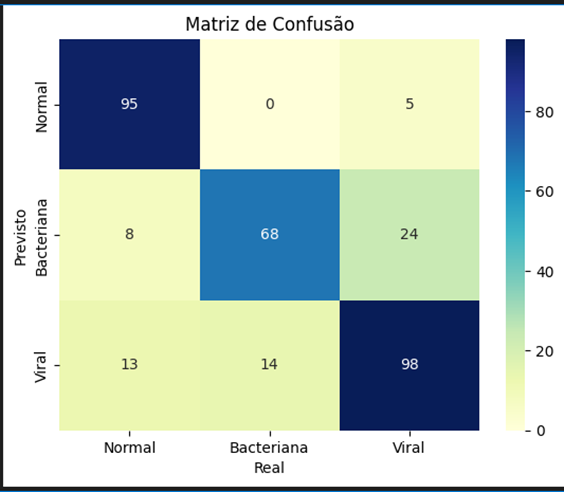 Matriz de Confusão
Normal 95 0 5
Bacteriana 8 68 24
Viral 13 14 98
Previsto
Normal Bacteriana Viral
Real
80
60
40
20
0